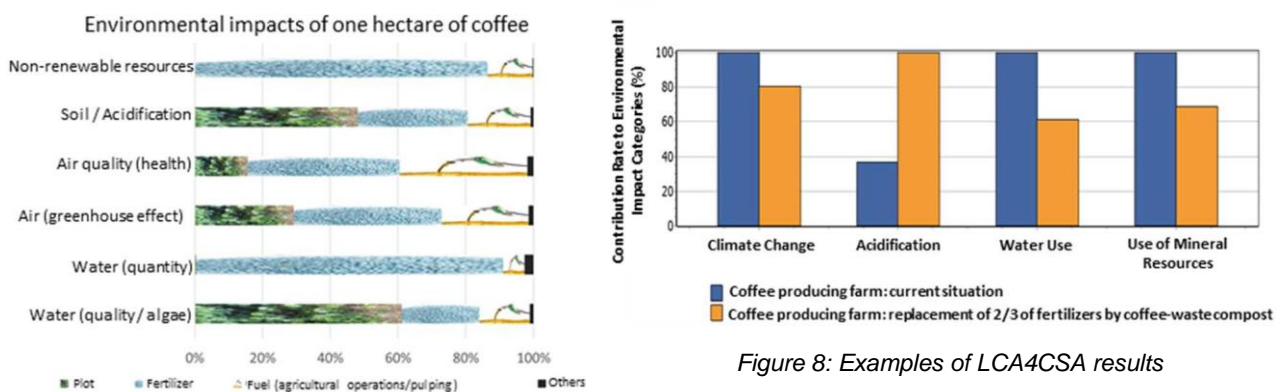 Environmental impacts of one hectare of coffee
Non-renewable resources
Soil / Acidification
Air quality (health)
Air (greenhouse effect)
Water (quantity)
Water (quality/ algae)
0% 20% 40% 60% 80% 100%
Plot Fertilizer Fuel (agricultural operations/pulping) Others
Contribution Rate to Environmental
Impact Categories (%)
100
80
60
40
20
0
Climate Change Acidification Water Use Use of Mineral
Resources
Coffee producing farm: current situation
Coffee producing farm: replacement of 2/3 of fertilizers by coffee-waste compost
Figure 8: Examples of LCA4CSA results